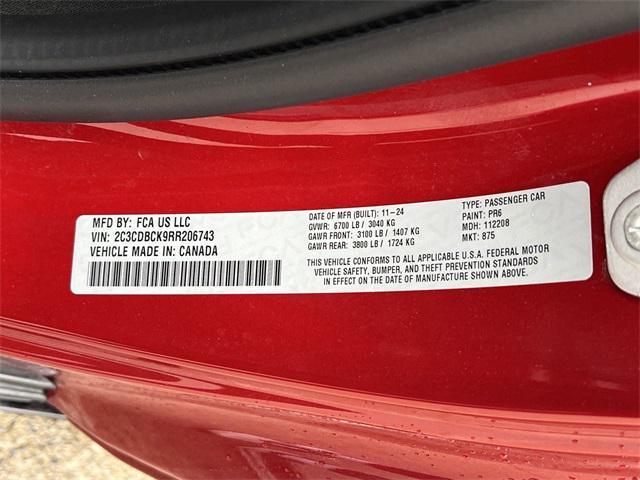 MFD BY: FCA US LLC
VIN: 2C3CDBCK9RR206743
VEHICLE MADE IN: CANADA
DATE OF MFR (BUILT): 11-24
GVWR: 6700 LB / 3040 KG
GAWR FRONT: 3100 LB / 1407 KG
GAWR REAR: 3800 LB / 1724 KG
TYPE: PASSENGER CAR
PAINT: PR6
MDH: 112208
MKT: 875
THIS VEHICLE CONFORMS TO ALL APPLICABLE U.S.A. FEDERAL MOTOR
VEHICLE SAFETY, BUMPER, AND THEFT PREVENTION STANDARDS
IN EFFECT ON THE DATE OF MANUFACTURE SHOWN ABOVE.